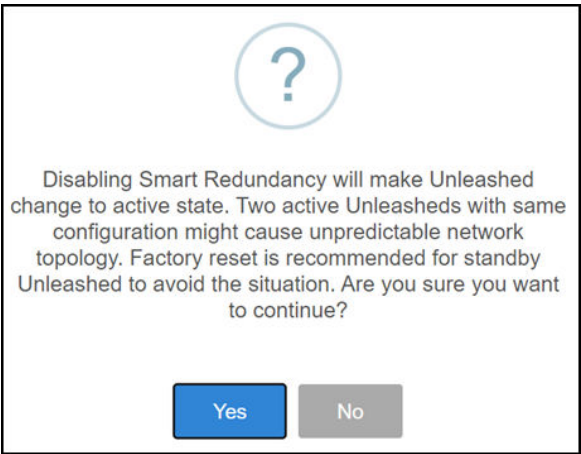 ?
Disabling Smart Redundancy will make Unleashed
change to active state. Two active Unleasheds with same
configuration might cause unpredictable network
topology. Factory reset is recommended for standby
Unleashed to avoid the situation. Are you sure you want
to continue?
Yes No